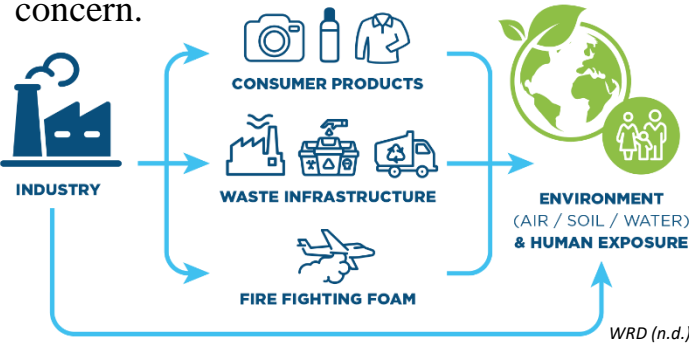 concern.
CONSUMER PRODUCTS
INDUSTRY
WASTE INFRASTRUCTURE
ENVIRONMENT
(AIR / SOIL / WATER)
& HUMAN EXPOSURE
FIRE FIGHTING FOAM
WRD (n.d.)